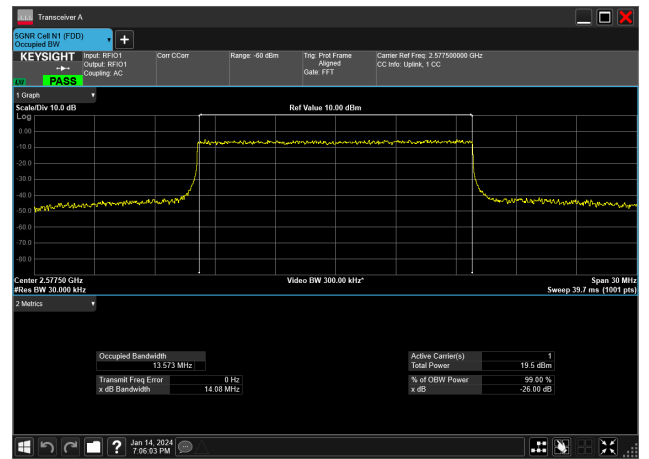 Transceiver A
5GNR Cell N1 (FDD)
Occupied BW
KEYSIGHT
Input: RFIO1
Output: RFIO1
Coupling: AC
Corr CCorr
Range: -60 dBm
Trig: Prot Frame
Aligned
Gate: FFT
Carrier Ref Freq: 2.577500000 GHz
CC Info: Uplink, 1 CC
PASS
1 Graph
Scale/Div 10.0 dB
Ref Value 10.00 dBm
Log
0.00
-10.0
-20.0
-30.0
-40.0
-50.0
-60.0
-70.0
-80.0
Center 2.57750 GHz
Video BW 300.00 kHz*
Span 30 MHz
#Res BW 30.000 kHz
Sweep 39.7 ms (1001 pts)
2 Metrics
Occupied Bandwidth
13.573 MHz
Active Carrier(s) 1
Total Power 19.5 dBm
Transmit Freq Error 0 Hz
x dB Bandwidth 14.08 MHz
% of OBW Power 99.00 %
x dB -26.00 dB
Jan 14, 2024
7:06:03 PM